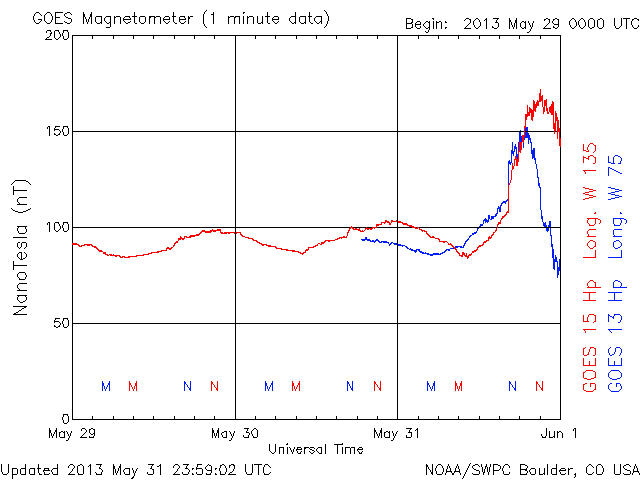 GOES Magnetometer (1 minute data)
Begin: 2013 May 29 0000 UTC
200
150
100
50
0
NanoTesla (nT)
M M N N M M N N M M N N
May 29 May 30 May 31 Jun 1
Universal Time
GOES 15 Hp Long. W 135
GOES 13 Hp Long. W 75
Updated 2013 May 31 23:59:02 UTC
NOAA/SWPC Boulder, CO USA